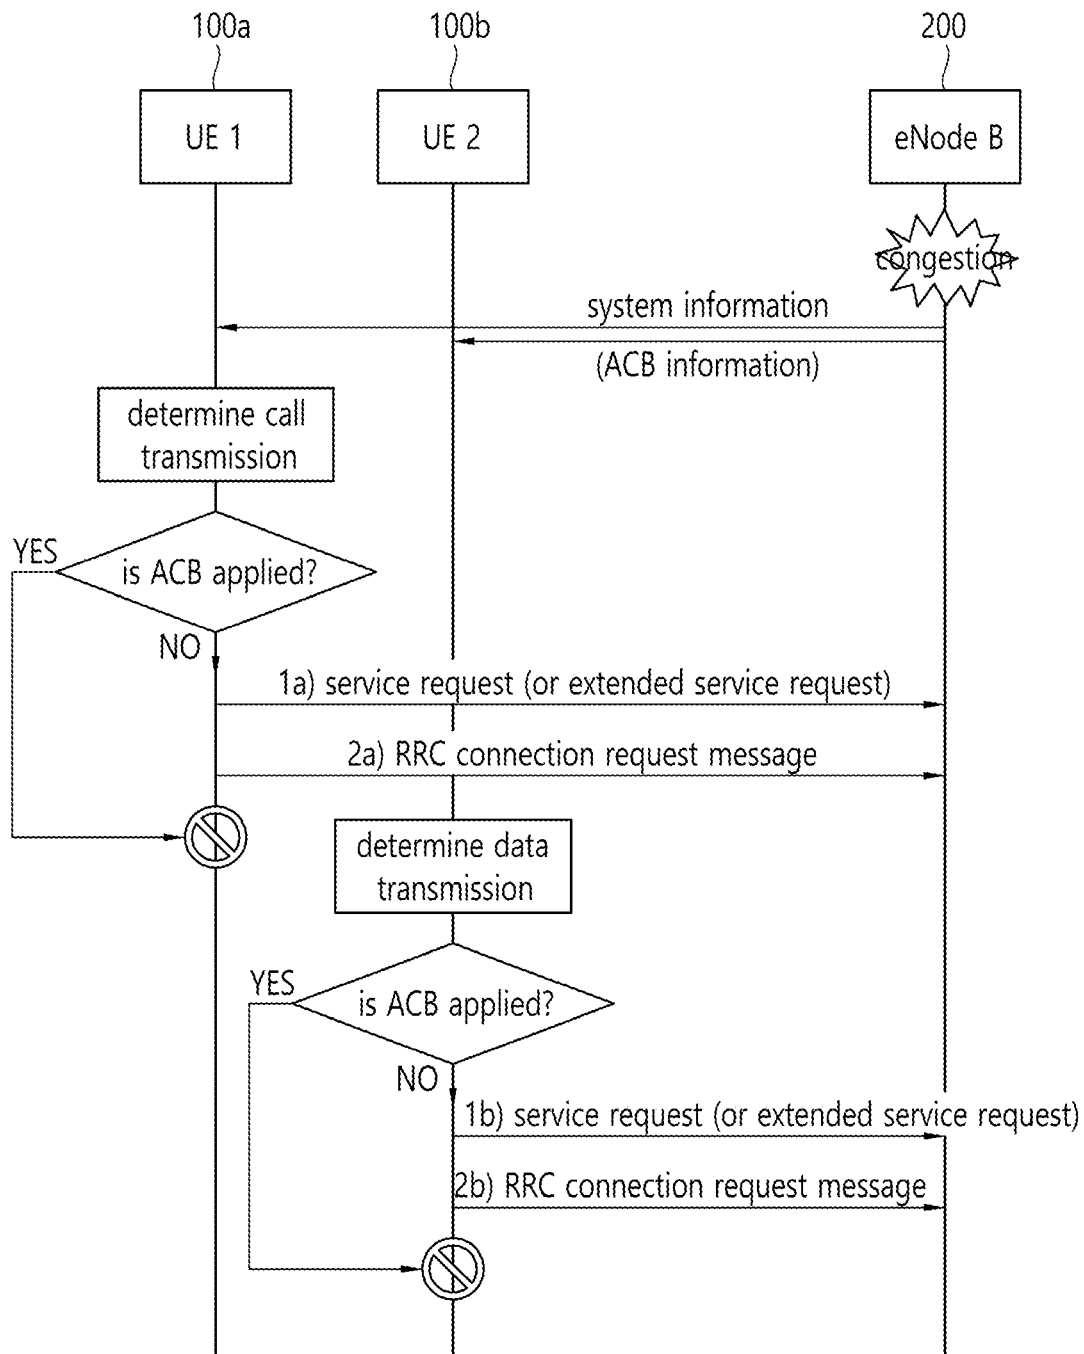 100a
100b
200
UE 1
UE 2
eNode B
congestion
system information
(ACB information)
determine call
transmission
YES
is ACB applied?
NO
1a) service request (or extended service request)
2a) RRC connection request message
determine data
transmission
YES
is ACB applied?
NO
1b) service request (or extended service request)
2b) RRC connection request message